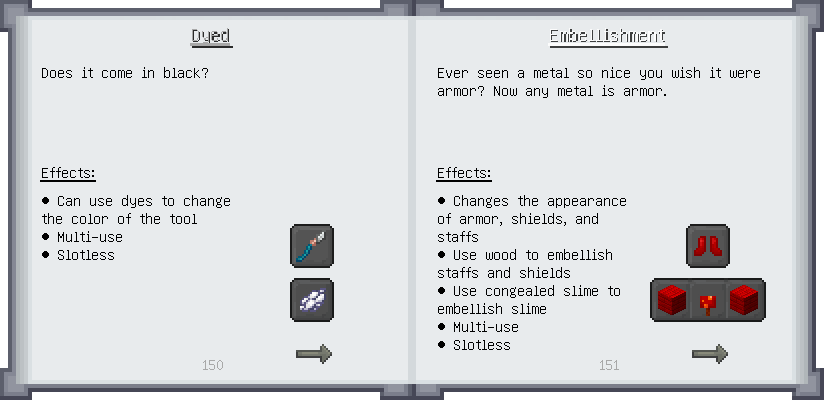 Dyed
Does it come in black?
Effects:
● Can use dyes to change
the color of the tool
● Multi-use
● Slotless
150
Embellishment
Ever seen a metal so nice you wish it were
armor? Now any metal is armor.
Effects:
● Changes the appearance
of armor, shields, and
staffs
● Use wood to embellish
staffs and shields
● Use congealed slime to
embellish slime
● Multi-use
● Slotless
151